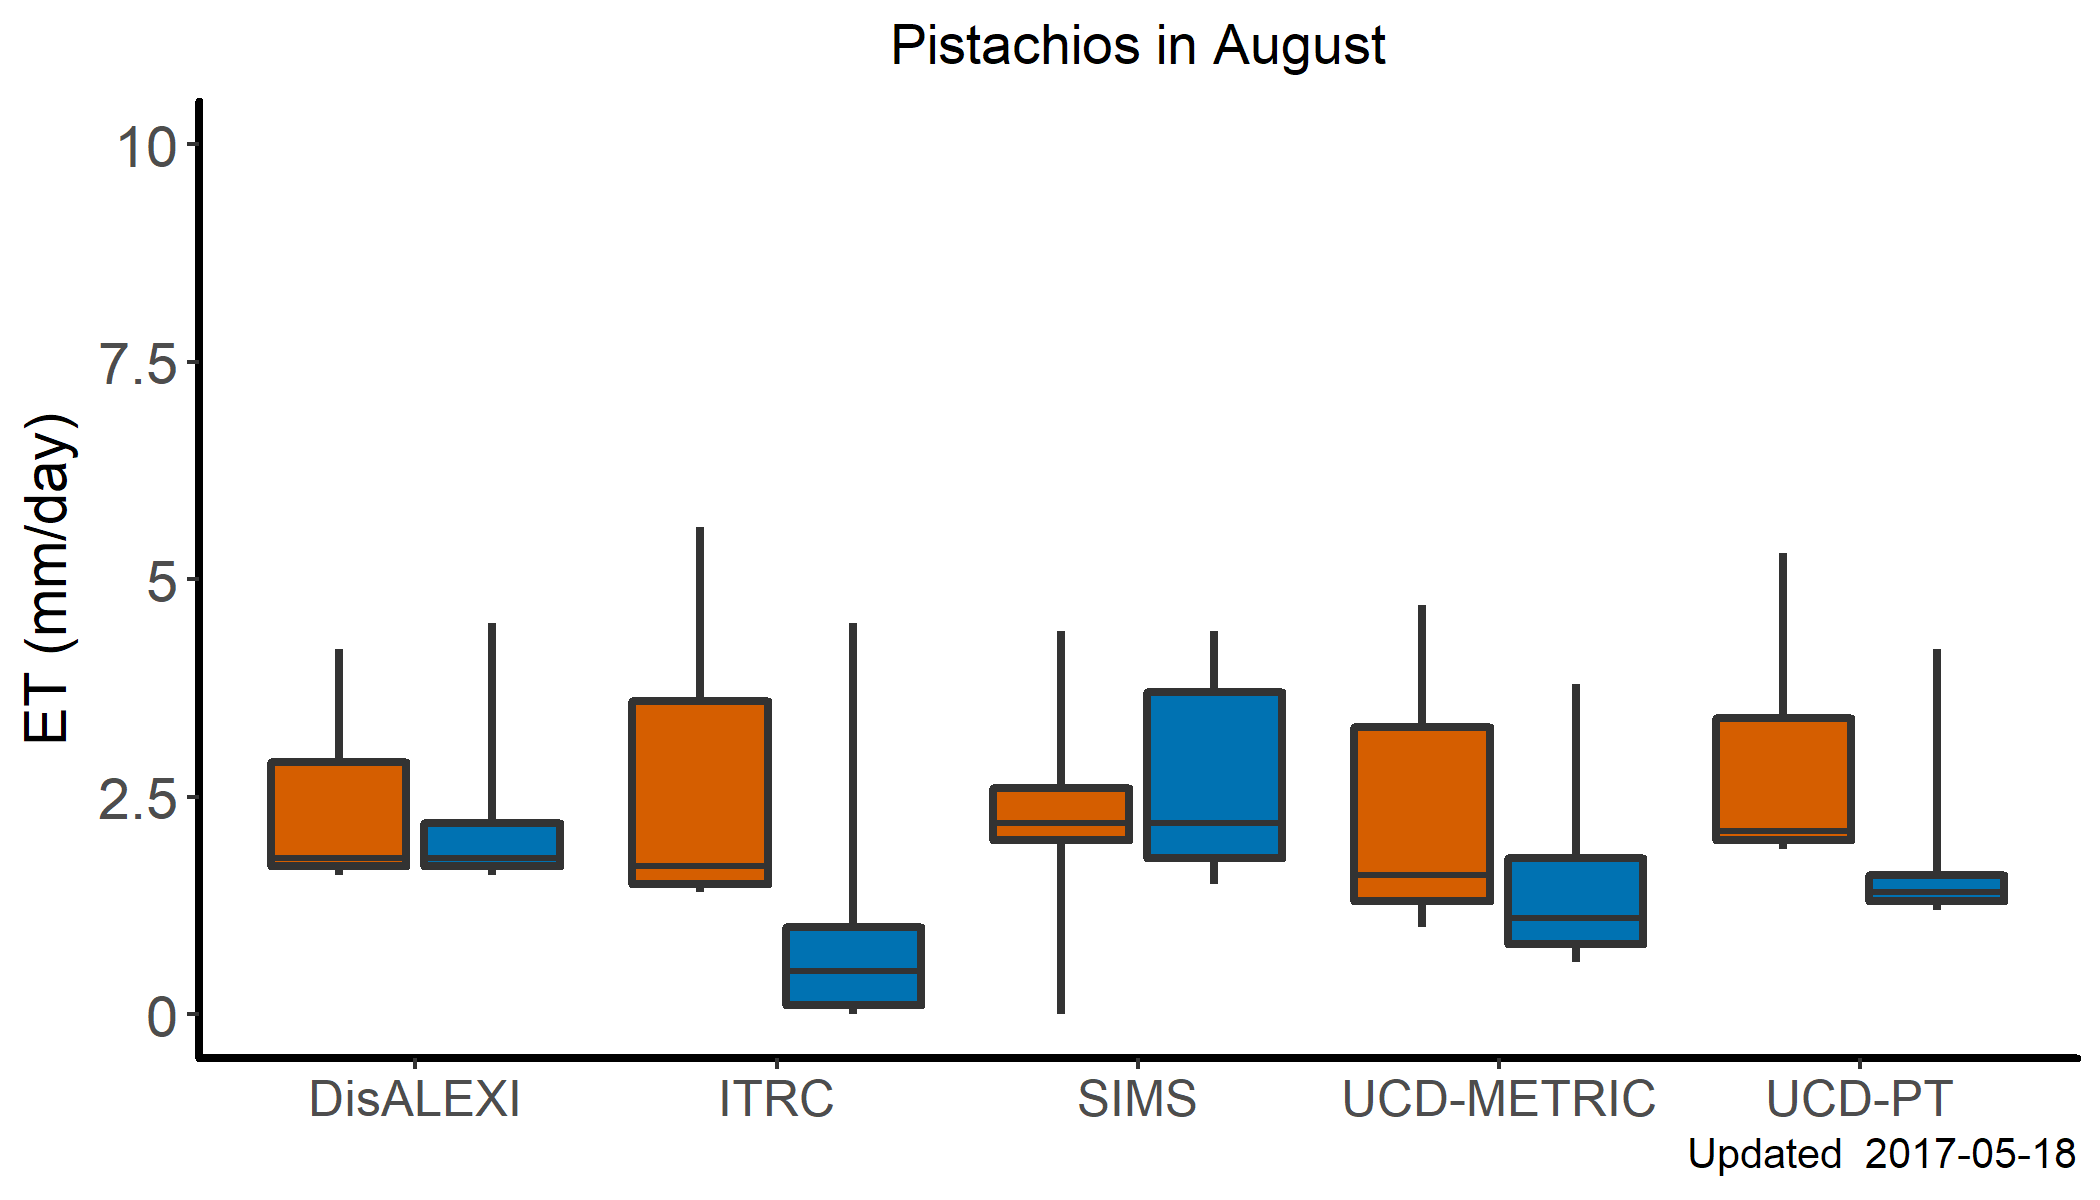 Pistachios in August
10
7.5
5
2.5
0
ET (mm/day)
DisALEXI ITRC SIMS UCD-METRIC UCD-PT
Updated  2017-05-18